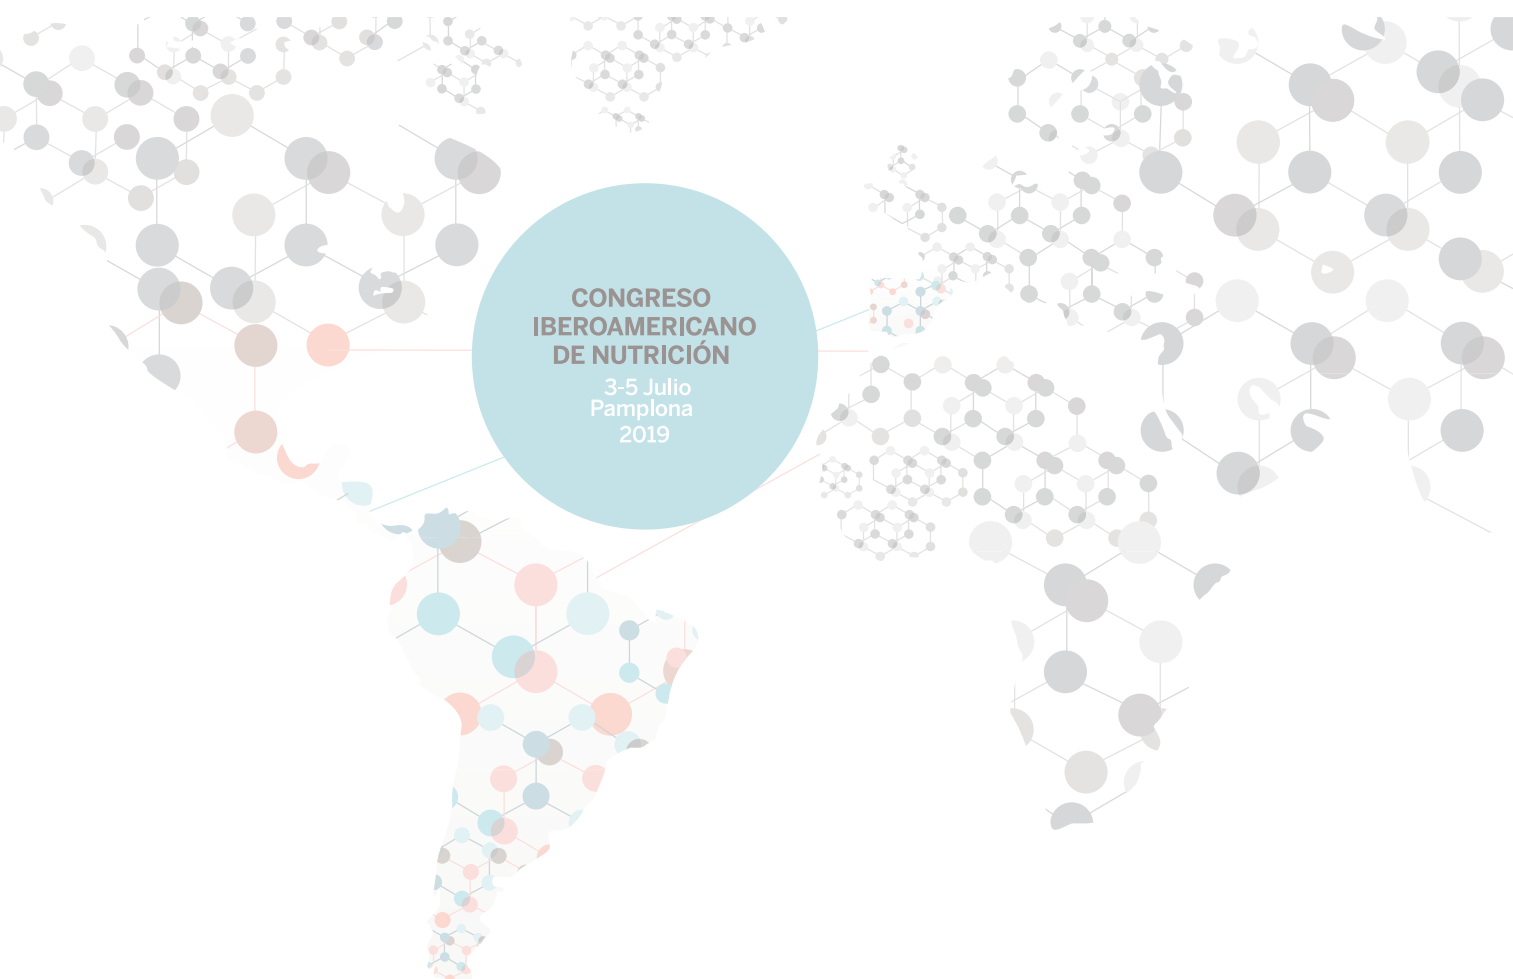 CONGRESO
IBEROAMERICANO
DE NUTRICIÓN
3-5 Julio
Pamplona
2019